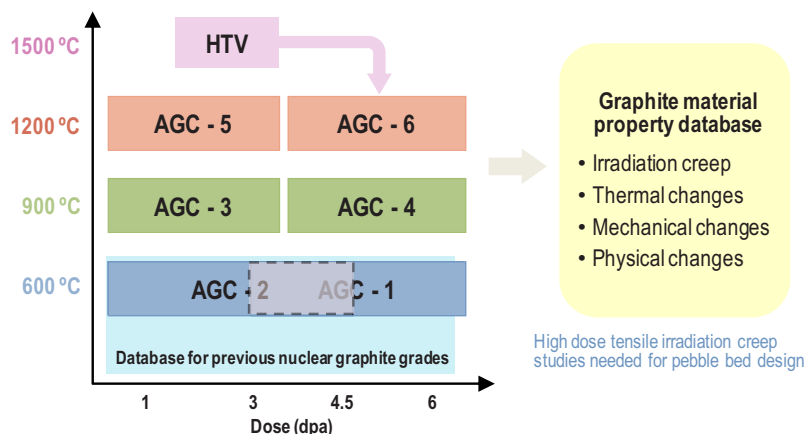 1500 ºC
HTV
1200 ºC
AGC - 5
AGC - 6
900 ºC
AGC - 3
AGC - 4
600 ºC
AGC - 2
AGC - 1
Database for previous nuclear graphite grades
1
3
4.5
6
Dose (dpa)
Graphite material
property database
• Irradiation creep
• Thermal changes
• Mechanical changes
• Physical changes
High dose tensile irradiation creep
studies needed for pebble bed design